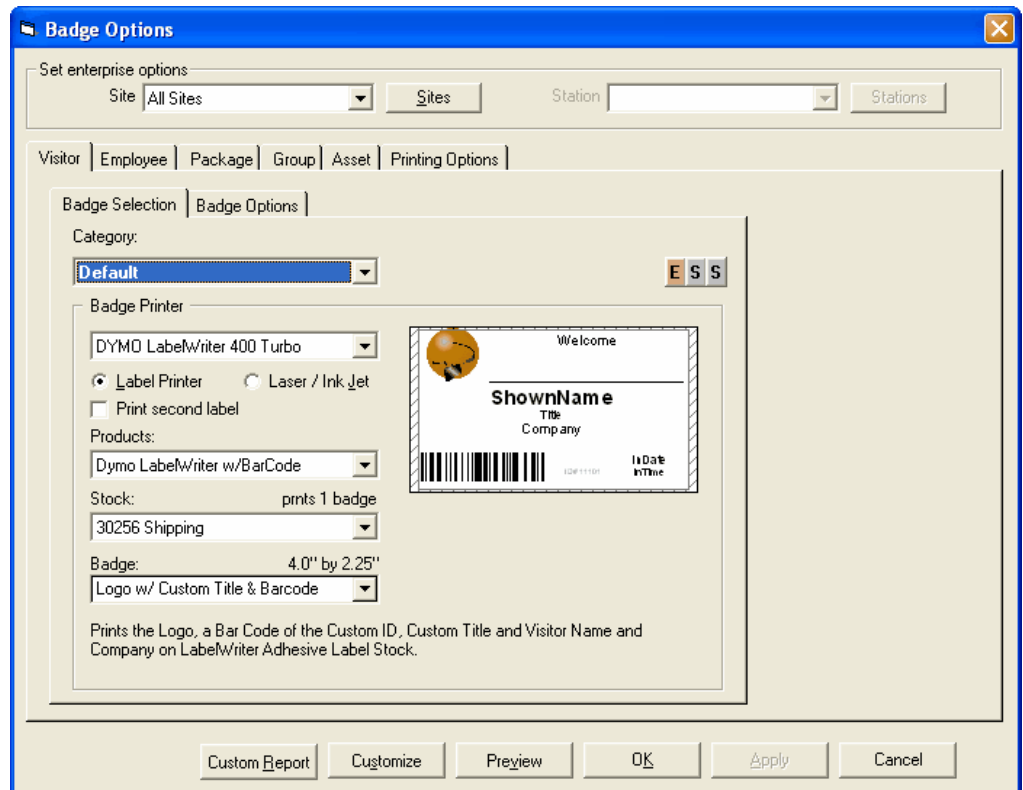 Badge Options
Set enterprise options
Site All Sites Sites Station Stations
Visitor Employee Package Group Asset Printing Options
Badge Selection Badge Options
Category:
Default E S S
Badge Printer
DYMO LabelWriter 400 Turbo
Label Printer Laser / Ink Jet
Print second label
Products:
Dymo LabelWriter w/BarCode
Stock: prnts 1 badge
30256 Shipping
Badge: 4.0" by 2.25"
Logo w/ Custom Title & Barcode
Prints the Logo, a Bar Code of the Custom ID, Custom Title and Visitor Name and
Company on LabelWriter Adhesive Label Stock.
Welcome
ShownName
Title
Company
InDate
InTime
Custom Report Customize Preview OK Apply Cancel